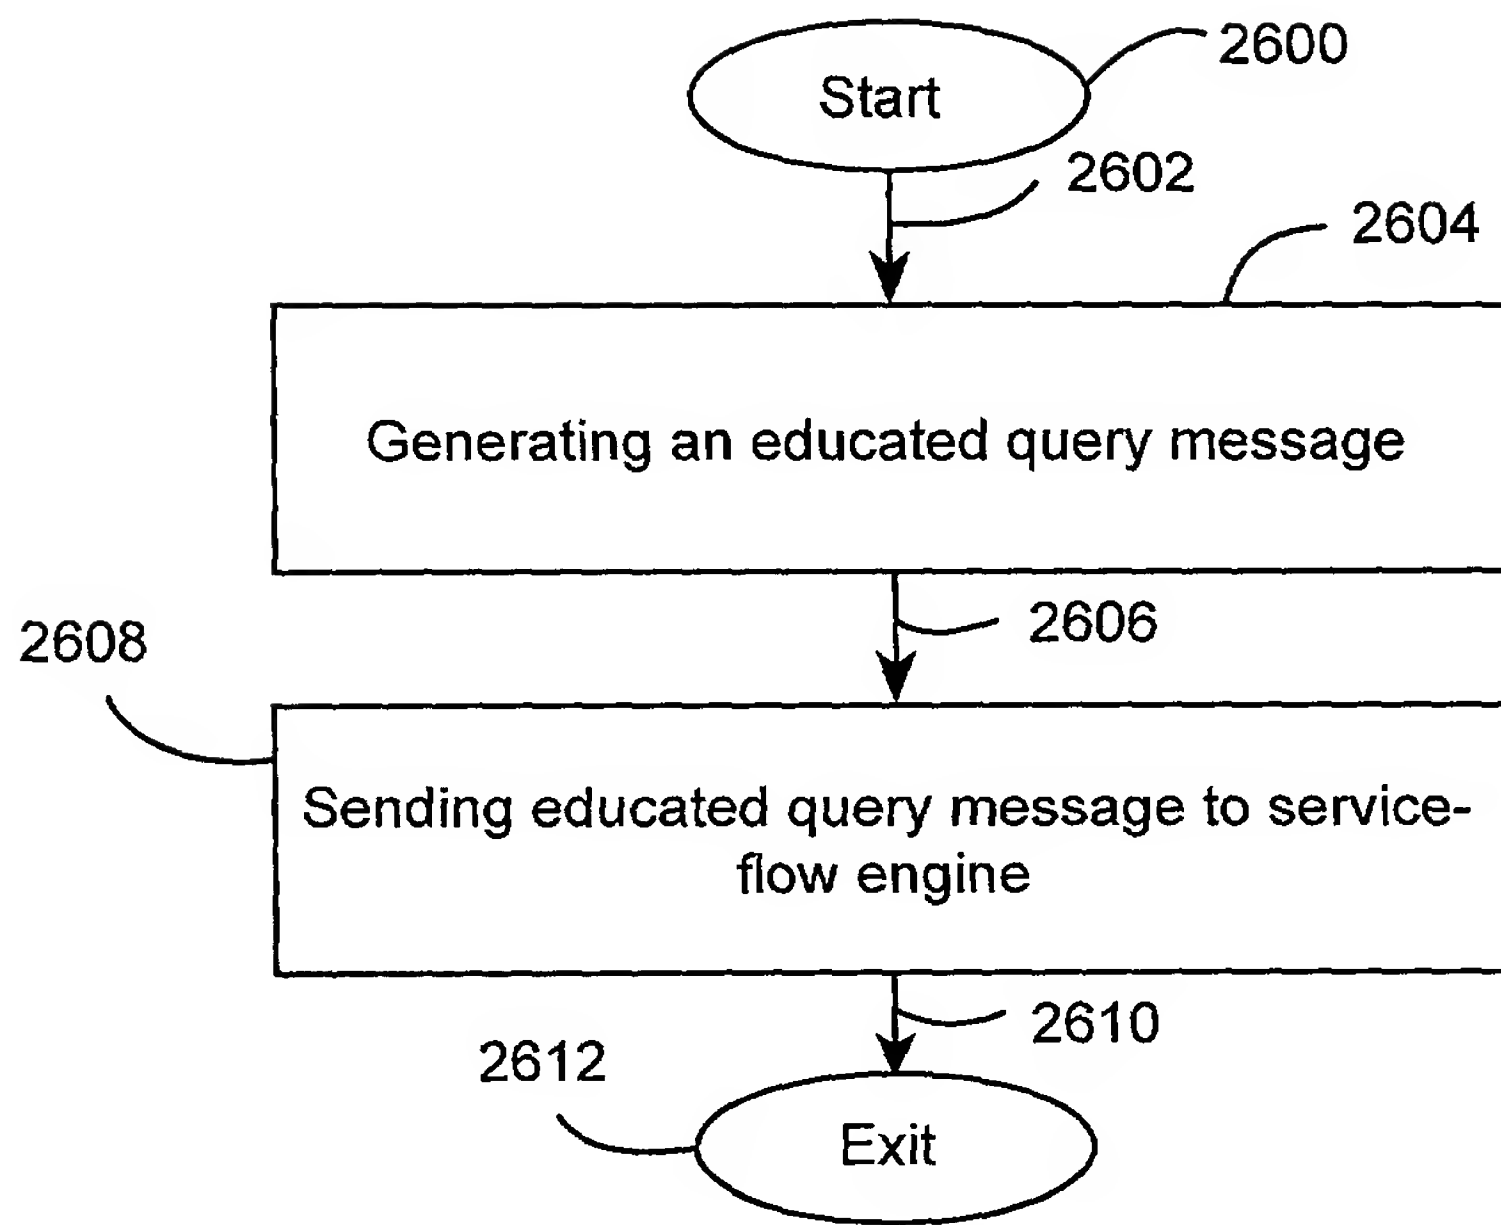 2600
Start
2602
2604
Generating an educated query message
2606
2608
Sending educated query message to service-
flow engine
2610
2612
Exit